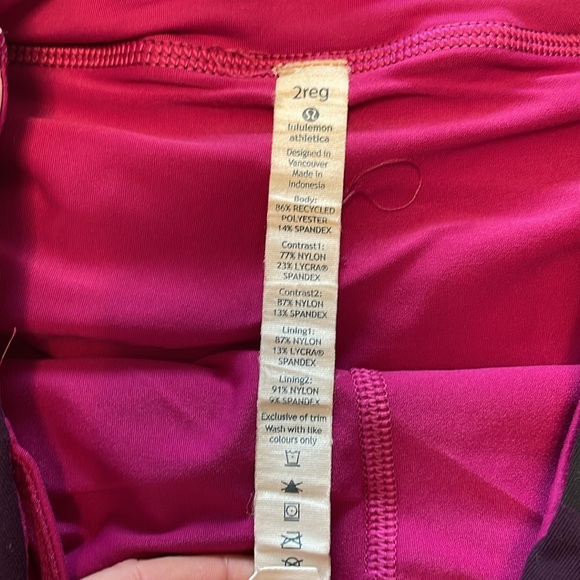 2reg
lululemon
athletica
Designed in
Vancouver
Made in
Indonesia
Body:
86% RECYCLED
POLYESTER
14% SPANDEX
Contrast1:
77% NYLON
23% LYCRA®
SPANDEX
Contrast2:
87% NYLON
13% SPANDEX
Lining1:
87% NYLON
13% LYCRA®
SPANDEX
Lining2:
91% NYLON
9% SPANDEX
Exclusive of trim
Wash with like
colours only